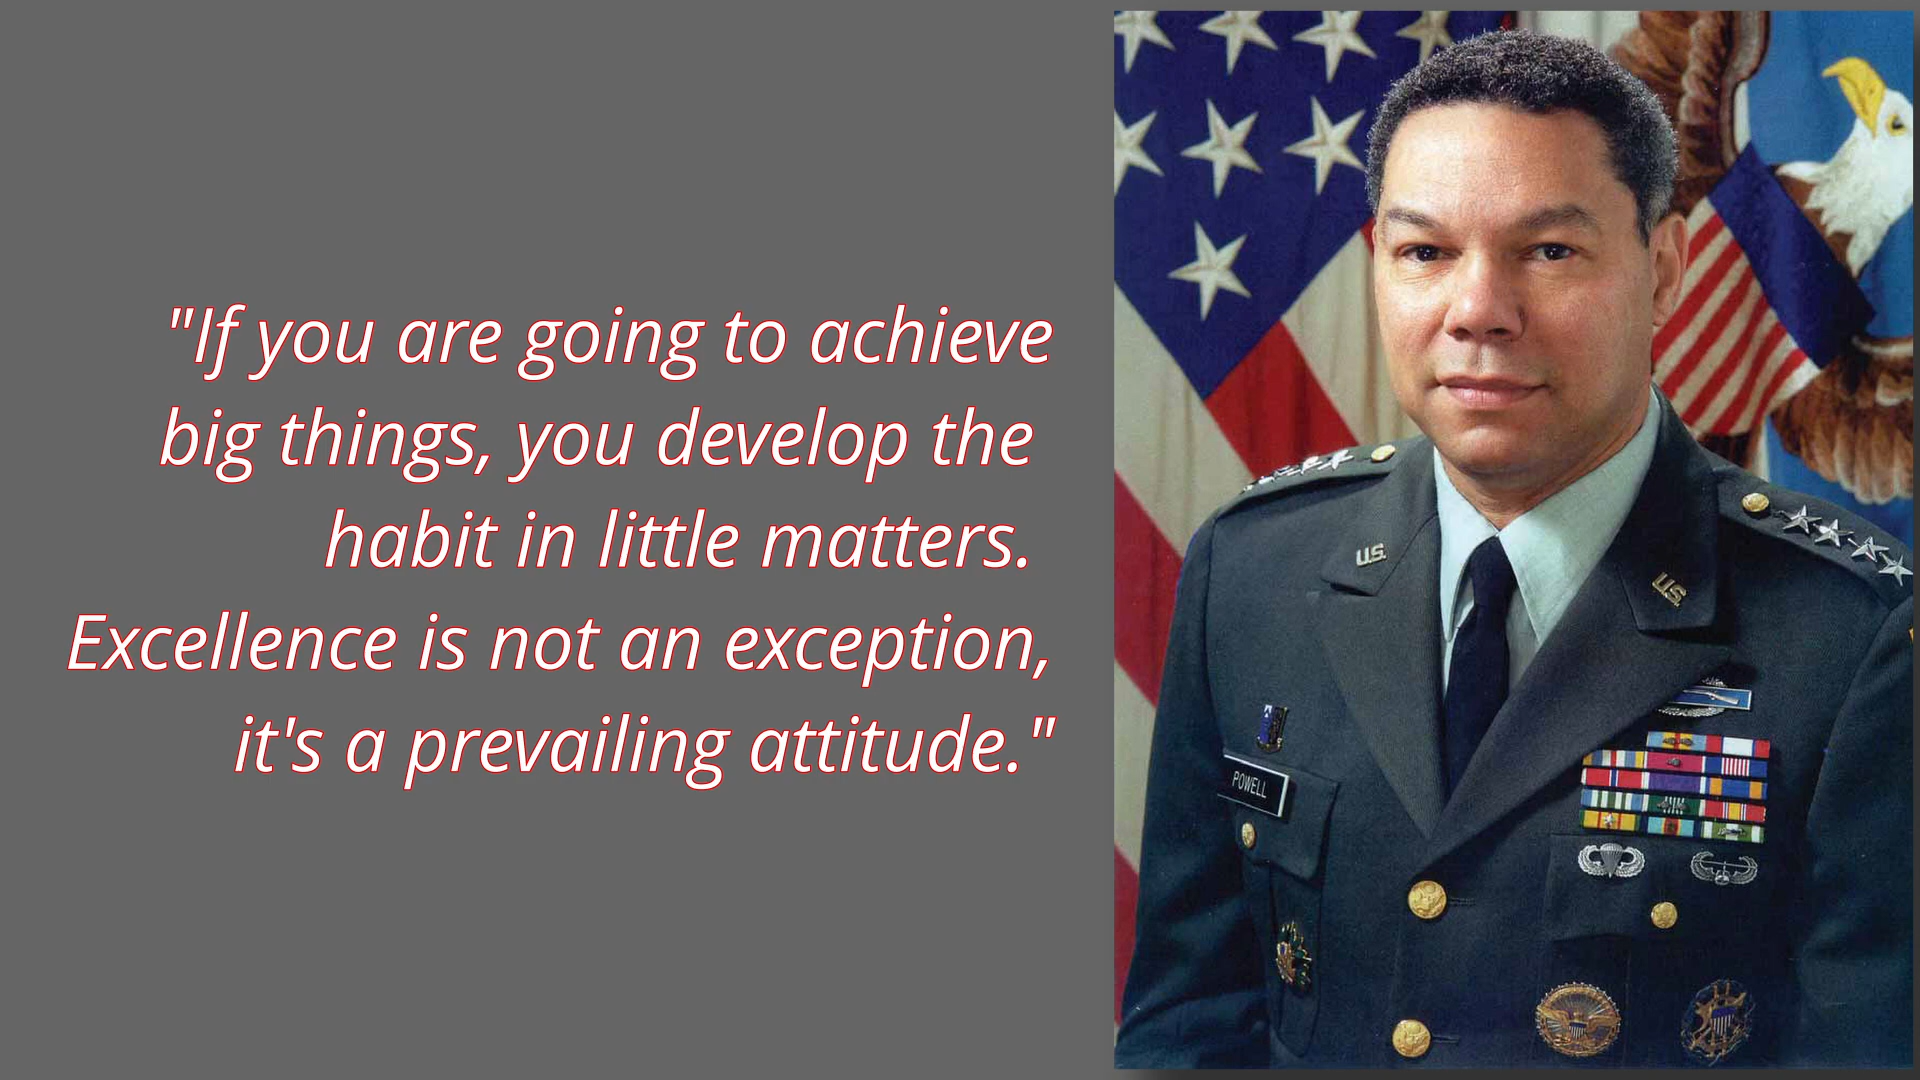 "If you are going to achieve
big things, you develop the
habit in little matters.
Excellence is not an exception,
it's a prevailing attitude."
U.S.
U.S.
POWELL